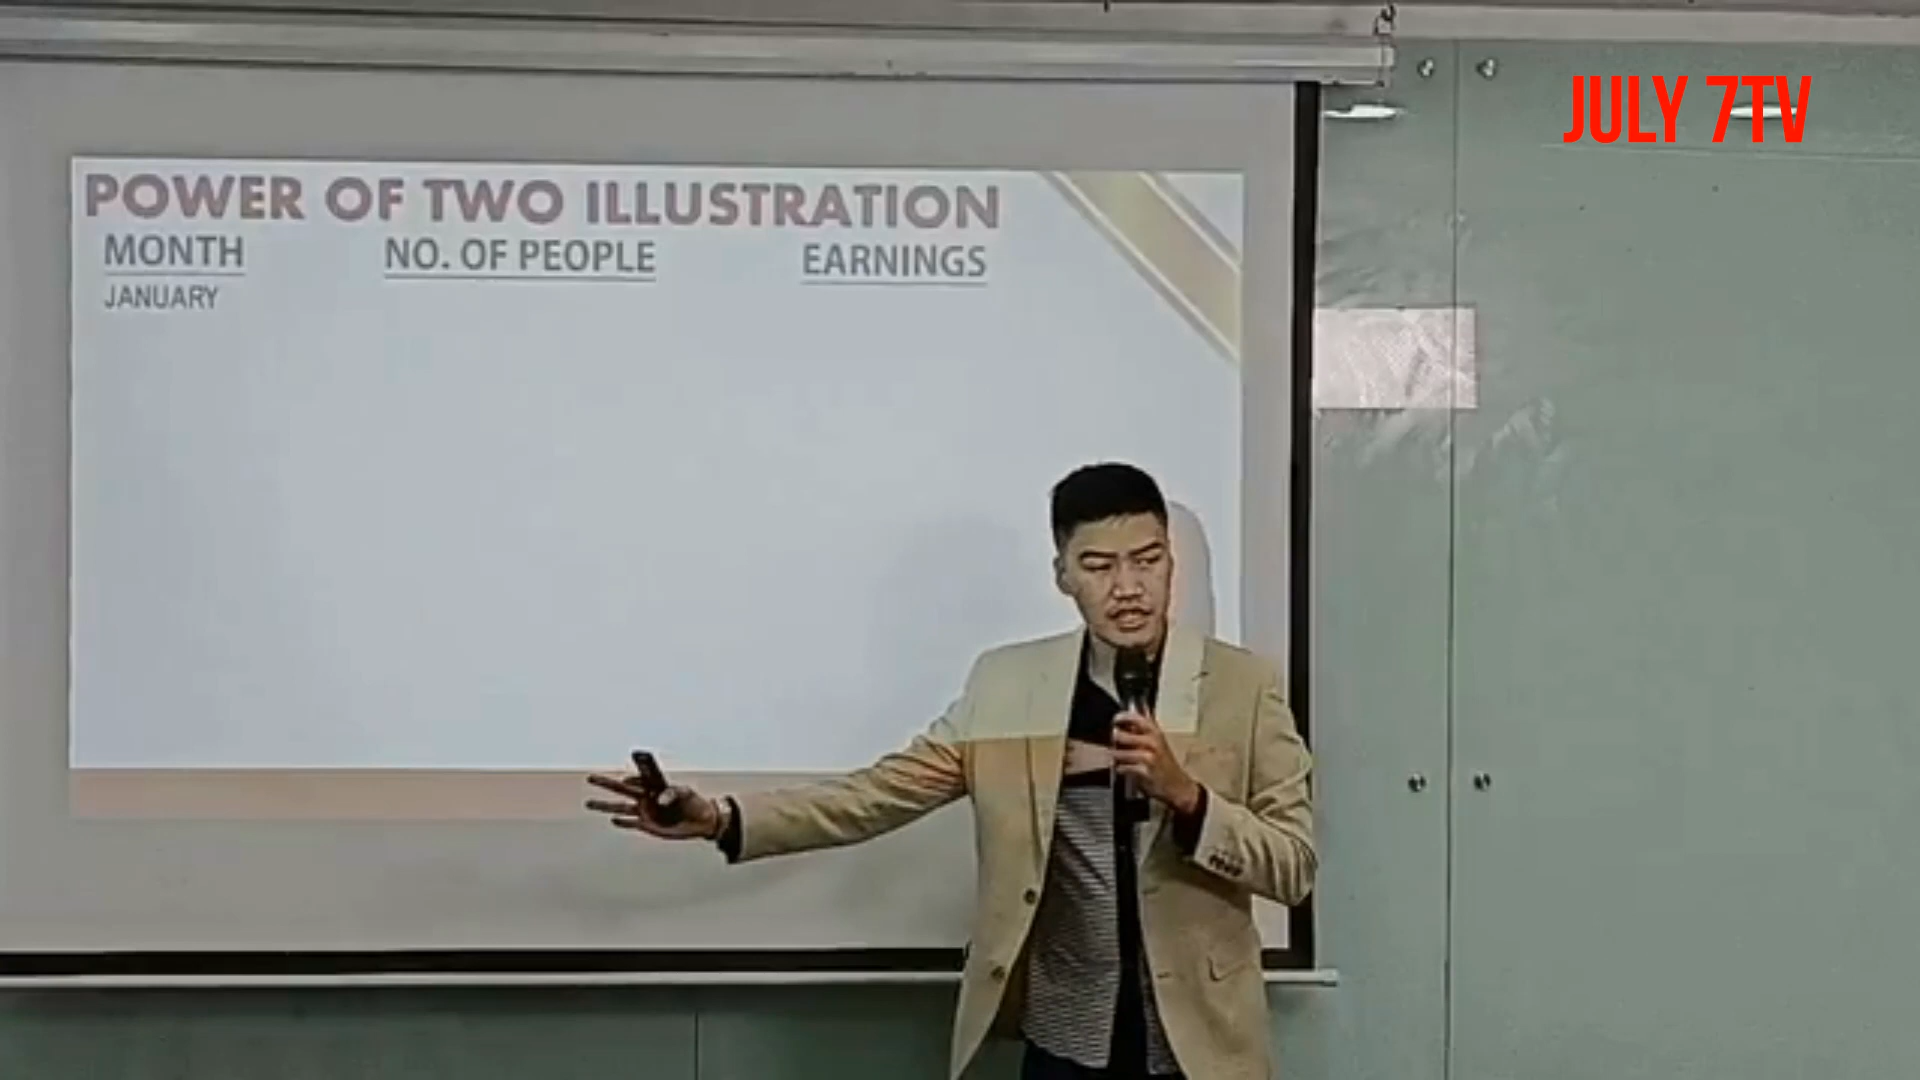 JULY 7TV
POWER OF TWO ILLUSTRATION
MONTH NO. OF PEOPLE EARNINGS
JANUARY